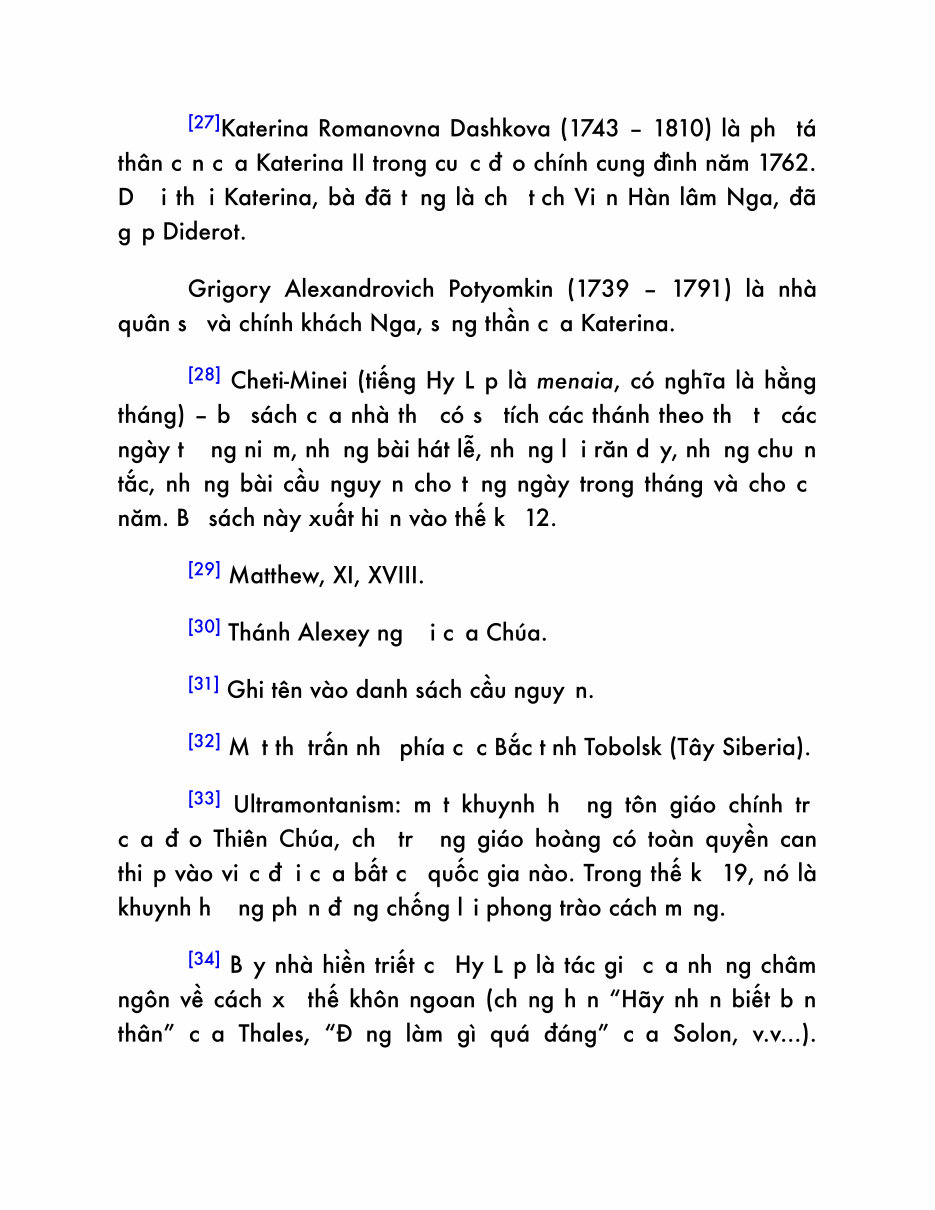 [27]Katerina Romanovna Dashkova (1743 – 1810) là ph tá
thân c n c a Katerina II trong cu c đ o chính cung đình năm 1762.
D i th i Katerina, bà đã t ng là ch t ch Vi n Hàn lâm Nga, đã
g p Diderot.
Grigory Alexandrovich Potyomkin (1739 – 1791) là nhà
quân s và chính khách Nga, s ng thần c a Katerina.
[28] Cheti-Minei (tiếng Hy L p là menaia, có nghĩa là hằng
tháng) – b sách c a nhà th có s tích các thánh theo th t các
ngày t ng ni m, nh ng bài hát lễ, nh ng l i răn d y, nh ng chu n
tắc, nh ng bài cầu nguy n cho t ng ngày trong tháng và cho c
năm. B sách này xuất hi n vào thế k 12.
[29] Matthew, XI, XVIII.
[30] Thánh Alexey ng i c a Chúa.
[31] Ghi tên vào danh sách cầu nguy n.
[32] M t th trấn nh phía c c Bắc t nh Tobolsk (Tây Siberia).
[33] Ultramontanism: m t khuynh h ng tôn giáo chính tr
c a đ o Thiên Chúa, ch tr ng giáo hoàng có toàn quyền can
thi p vào vi c đ i c a bất c quốc gia nào. Trong thế k 19, nó là
khuynh h ng ph n đ ng chống l i phong trào cách m ng.
[34] B y nhà hiền triết c Hy L p là tác gi c a nh ng châm
ngôn về cách x thế khôn ngoan (ch ng h n “Hãy nh n biết b n
thân” c a Thales, “Đ ng làm gì quá đáng” c a Solon, v.v...).